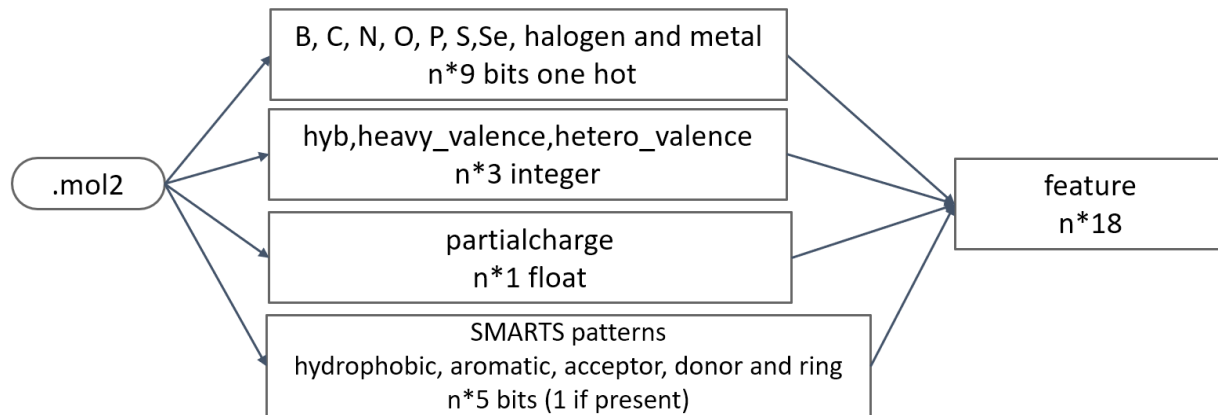 B, C, N, O, P, S,Se, halogen and metal
n*9 bits one hot
hyb,heavy_valence,hetero_valence
n*3 integer
.mol2
feature
n*18
partialcharge
n*1 float
SMARTS patterns
hydrophobic, aromatic, acceptor, donor and ring
n*5 bits (1 if present)